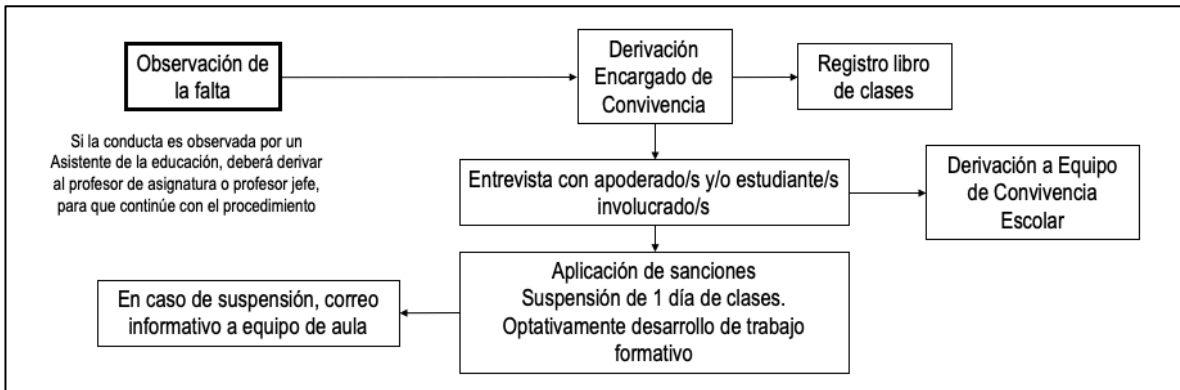 Observación de
la falta
Derivación
Encargado de
Convivencia
Registro libro
de clases
Si la conducta es observada por un
Asistente de la educación, deberá derivar
al profesor de asignatura o profesor jefe,
para que continúe con el procedimiento
Entrevista con apoderado/s y/o estudiante/s
involucrado/s
Derivación a Equipo
de Convivencia
Escolar
Aplicación de sanciones
Suspensión de 1 día de clases.
Optativamente desarrollo de trabajo
formativo
En caso de suspensión, correo
informativo a equipo de aula